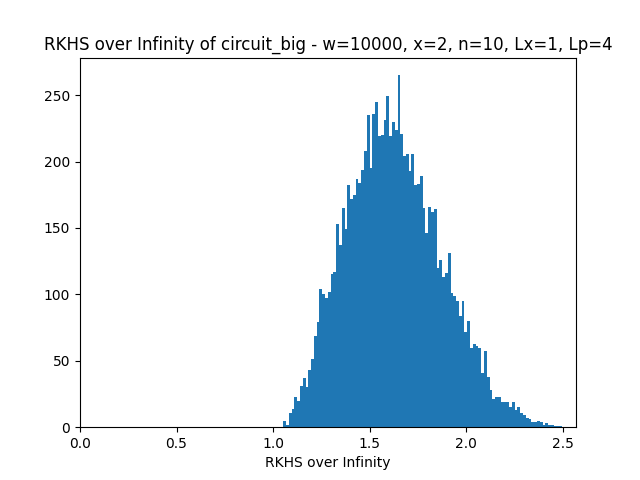 RKHS over Infinity of circuit_big - w=10000, x=2, n=10, Lx=1, Lp=4
250
200
150
100
50
0
0.0 0.5 1.0 1.5 2.0 2.5
RKHS over Infinity